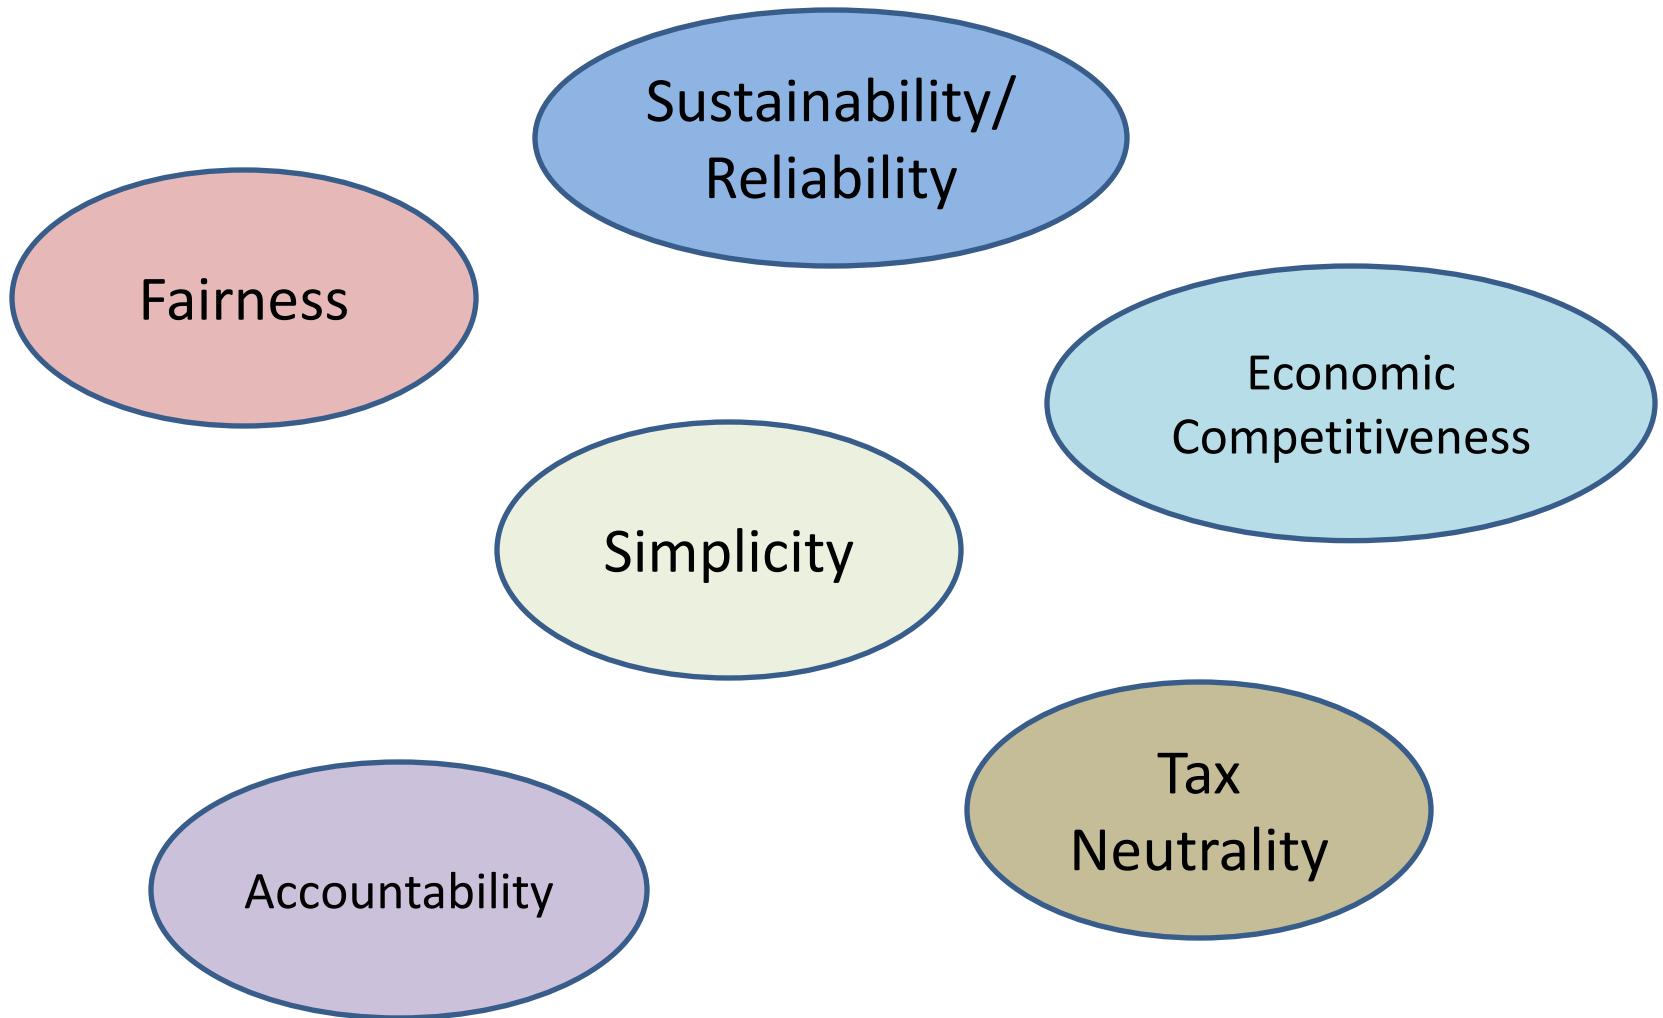 Sustainability/
Reliability
Fairness
Economic
Competitiveness
Simplicity
Tax
Neutrality
Accountability